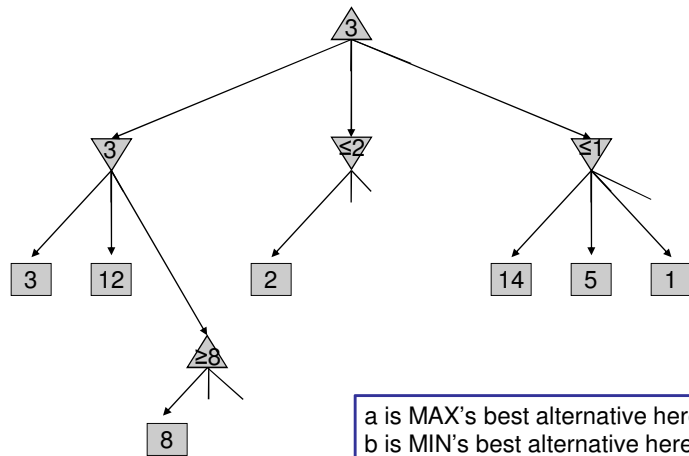 3
3
≤2
≤1
3 12 2 14 5 1
≥8
8
a is MAX's best alternative here
b is MIN's best alternative here